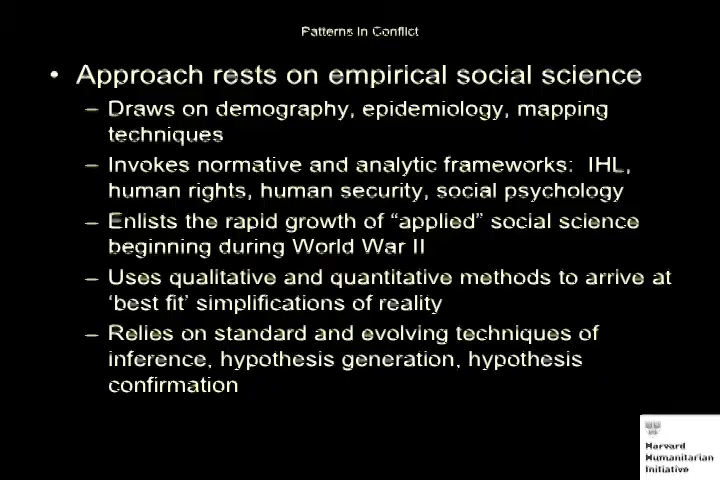 Patterns in Conflict
• Approach rests on empirical social science
– Draws on demography, epidemiology, mapping
techniques
– Invokes normative and analytic frameworks: IHL,
human rights, human security, social psychology
– Enlists the rapid growth of “applied” social science
beginning during World War II
– Uses qualitative and quantitative methods to arrive at
‘best fit’ simplifications of reality
– Relies on standard and evolving techniques of
inference, hypothesis generation, hypothesis
confirmation
Harvard
Humanitarian
Initiative